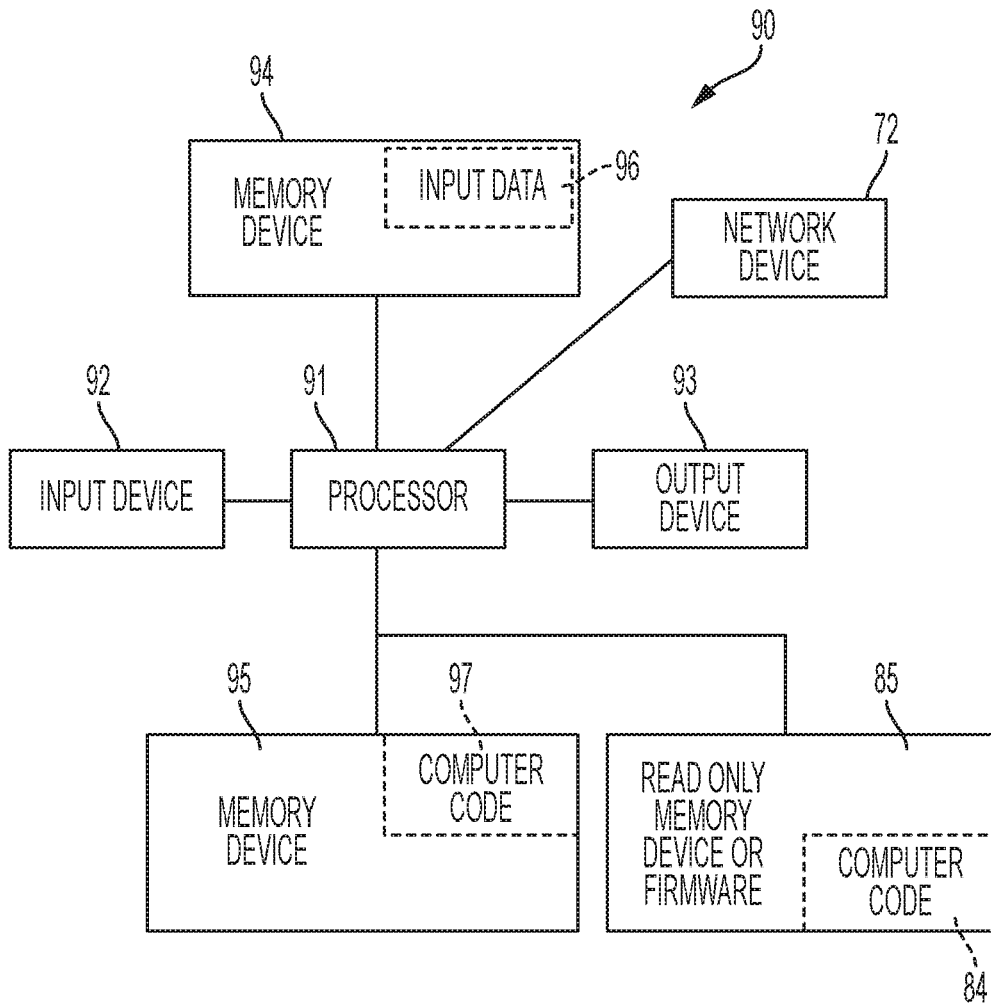 90
94
MEMORY
DEVICE
INPUT DATA
96
72
NETWORK
DEVICE
92
91
93
INPUT DEVICE
PROCESSOR
OUTPUT
DEVICE
95
97
85
MEMORY
DEVICE
COMPUTER
CODE
READ ONLY
MEMORY
DEVICE OR
FIRMWARE
COMPUTER
CODE
84